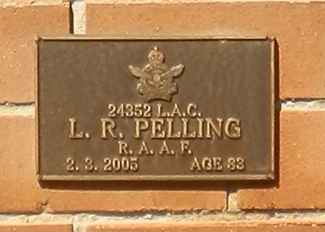 24352 L.A.C.
L. R. PELLING
R. A. A. F.
2. 3. 2005 AGE 83